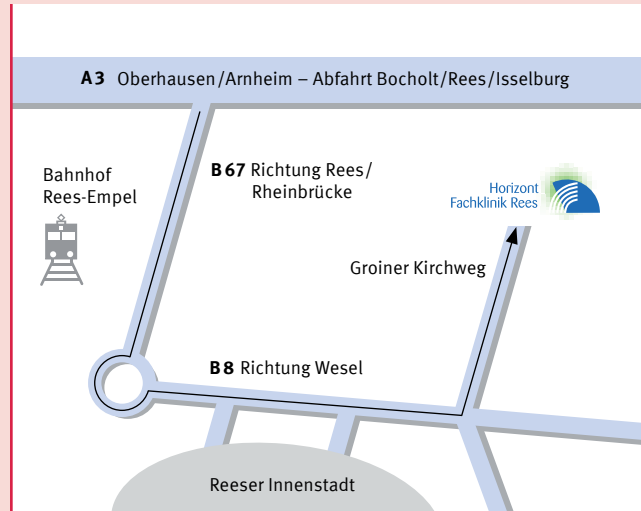 A3 Oberhausen/Arnheim – Abfahrt Bocholt/Rees/Isselburg
Bahnhof
Rees-Empel
B67 Richtung Rees/
Rheinbrücke
Horizont
Fachklinik Rees
Groiner Kirchweg
B8 Richtung Wesel
Reeser Innenstadt